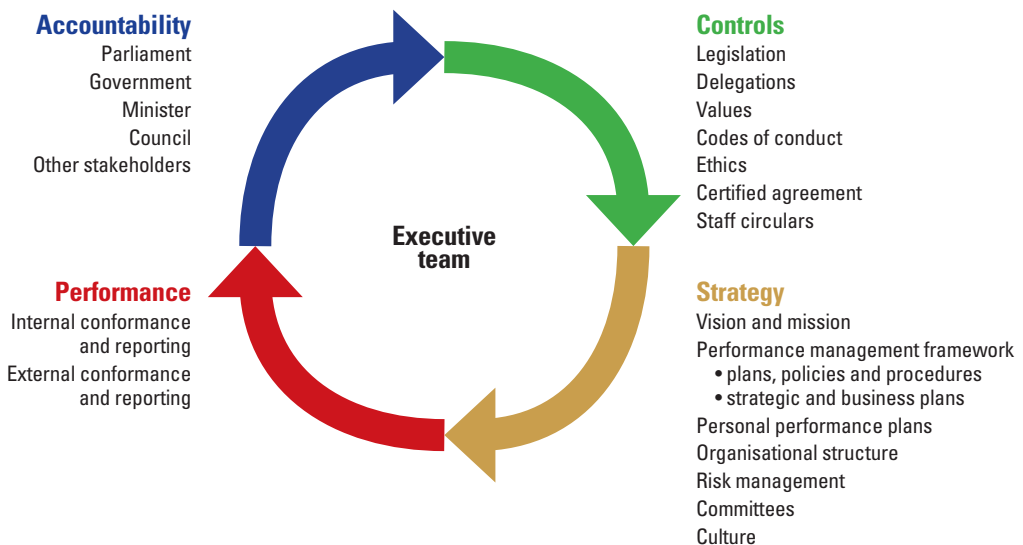 Accountability
Parliament
Government
Minister
Council
Other stakeholders
Controls
Legislation
Delegations
Values
Codes of conduct
Ethics
Certified agreement
Staff circulars
Executive
team
Performance
Internal conformance
and reporting
External conformance
and reporting
Strategy
Vision and mission
Performance management framework
• plans, policies and procedures
• strategic and business plans
Personal performance plans
Organisational structure
Risk management
Committees
Culture